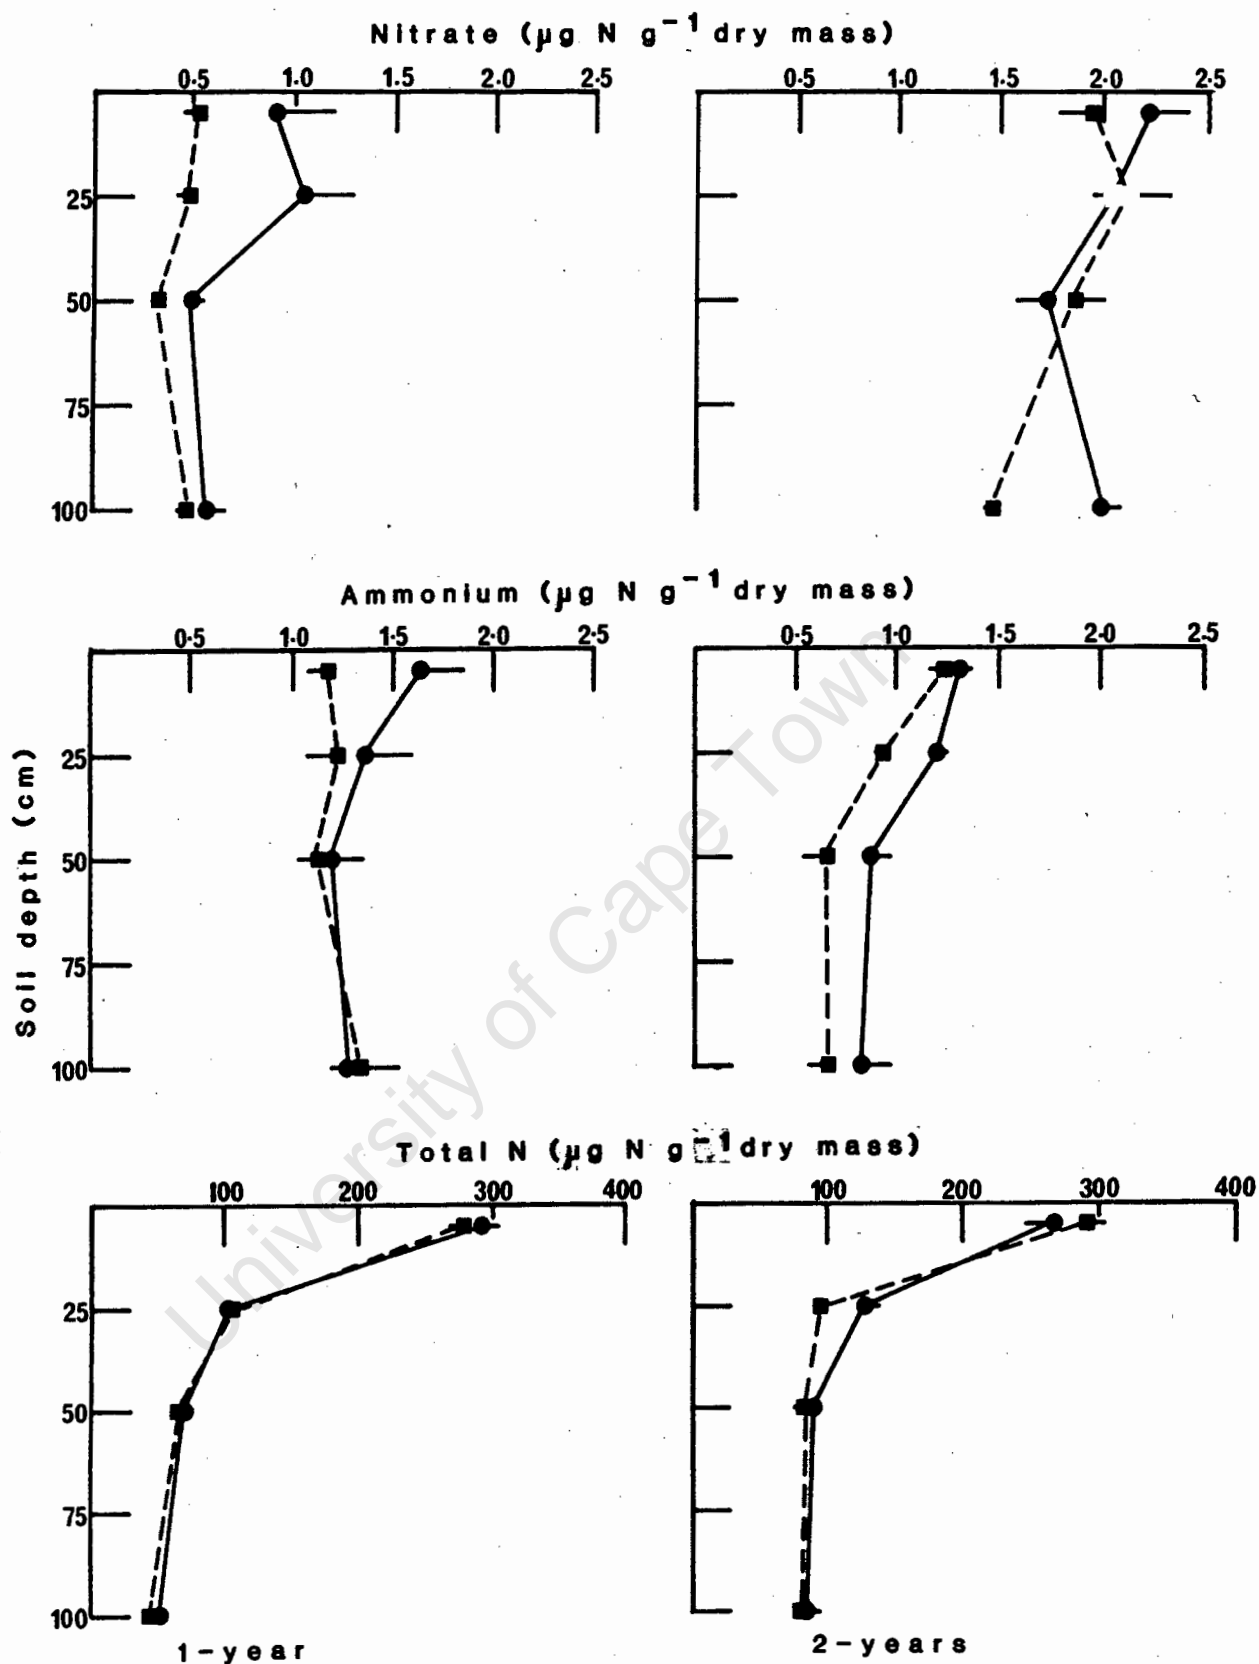 Nitrate (µg N g⁻¹ dry mass)
0·5 1.0 1·5 2·0 2·5
0·5 1·0 1·5 2·0 2·5
25
50
75
100
Ammonium (µg N g⁻¹ dry mass)
0·5 1·0 1·5 2·0 2·5
0·5 1·0 1·5 2·0 2·5
Soil depth (cm)
25
50
75
100
Total N (µg N g⁻¹ dry mass)
100 200 300 400
100 200 300 400
25
50
75
100
1-year
2-years
University of Cape Town